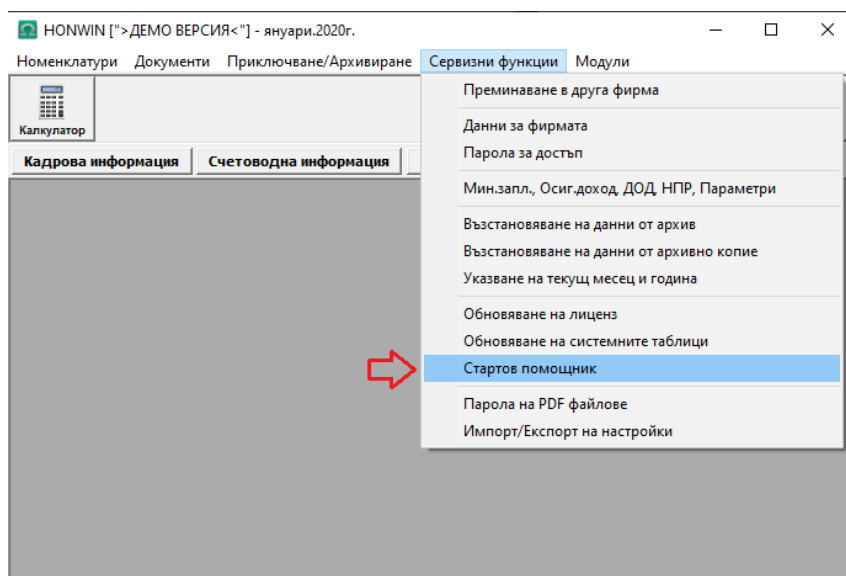 HONWIN [">ДЕМО ВЕРСИЯ<"] - януари.2020г.
Номенклатури Документи Приключване/Архивиране Сервизни функции Модули
Калкулатор
Кадрова информация Счетоводна информация
Преминаване в друга фирма
Данни за фирмата
Парола за достъп
Мин.запл., Осиг.доход, ДОД, НПР, Параметри
Възстановяване на данни от архив
Възстановяване на данни от архивно копие
Указване на текущ месец и година
Обновяване на лиценз
Обновяване на системните таблици
Стартов помощник
Парола на PDF файлове
Импорт/Експорт на настройки